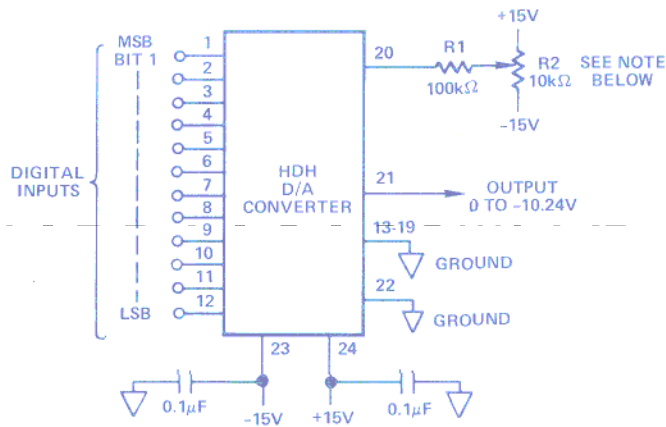 MSB
BIT 1
1
2
3
4
5
6
7
8
9
10
11
12
LSB
DIGITAL
INPUTS
HDH
D/A
CONVERTER
20
R1
100kΩ
+15V
R2
10kΩ
-15V
SEE NOTE
BELOW
21
OUTPUT
0 TO -10.24V
13-19
GROUND
22
GROUND
23
24
0.1µF
-15V
+15V
0.1µF